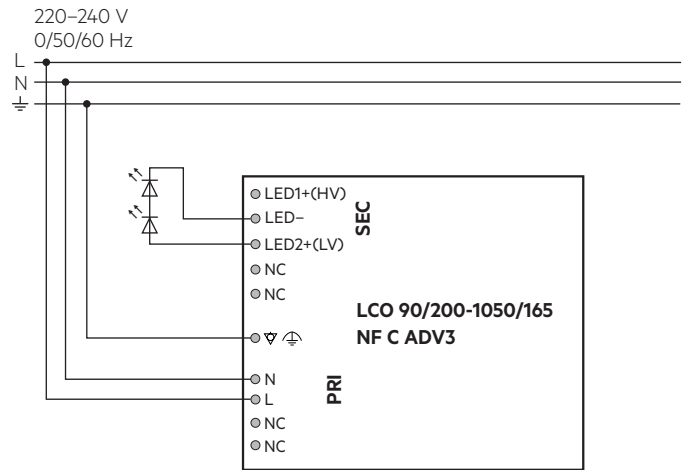 220–240 V
0/50/60 Hz
L
N
LED1+(HV)
LED–
LED2+(LV)
NC
NC
SEC
LCO 90/200-1050/165
NF C ADV3
N
L
NC
NC
PRI